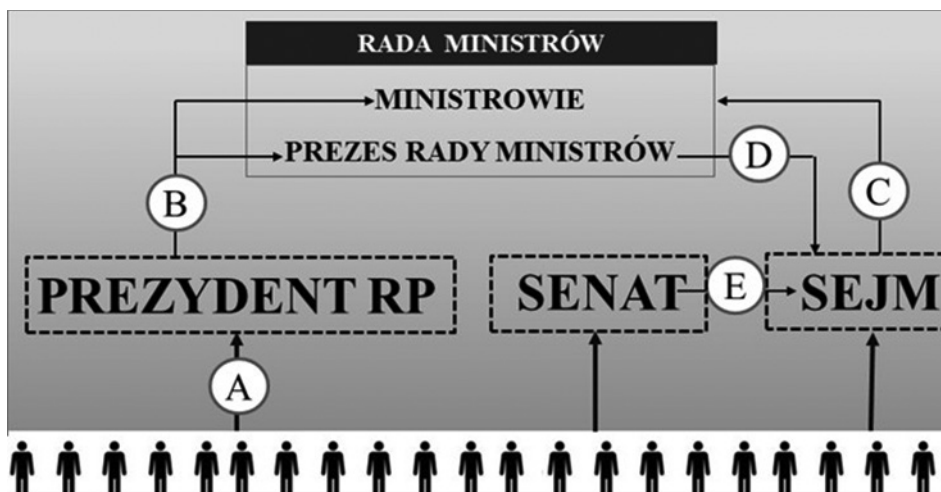 RADA MINISTRÓW
MINISTROWIE
PREZES RADY MINISTRÓW
D
B
C
PREZYDENT RP
SENAT
E
SEJM
A